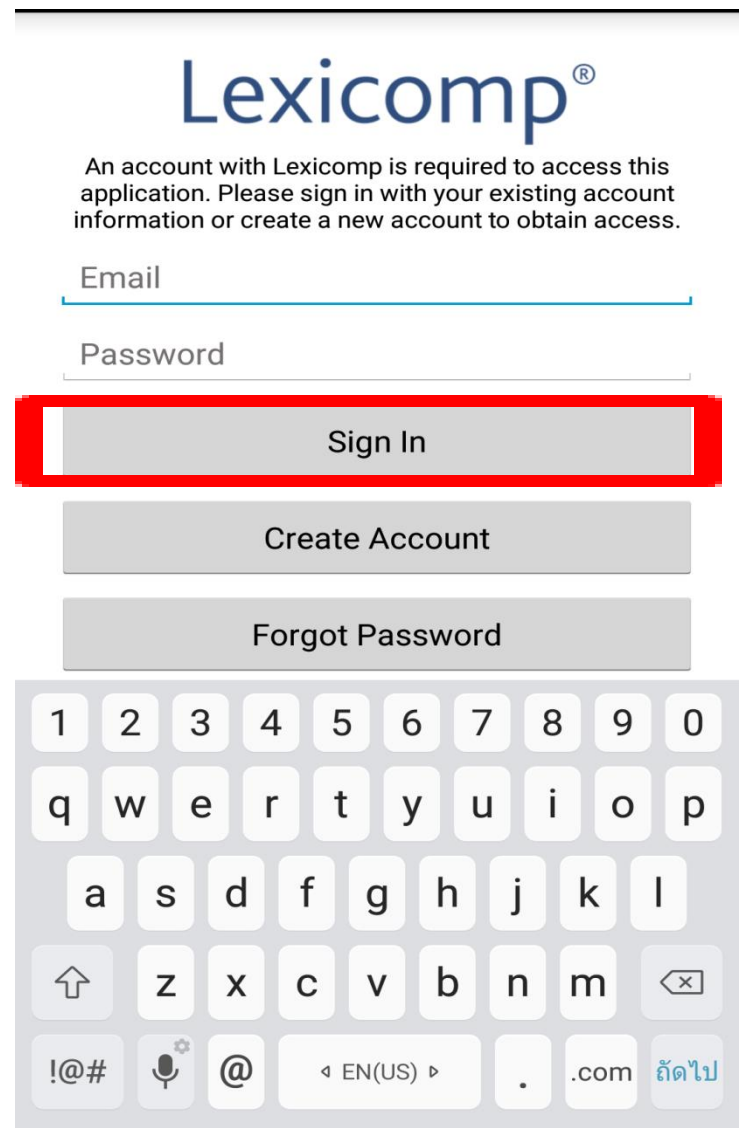 Lexicomp®
An account with Lexicomp is required to access this
application. Please sign in with your existing account
information or create a new account to obtain access.
Email
Password
Sign In
Create Account
Forgot Password
1 2 3 4 5 6 7 8 9 0
q w e r t y u i o p
a s d f g h j k l
z x c v b n m
!@# @ EN(US) . .com ถัดไป